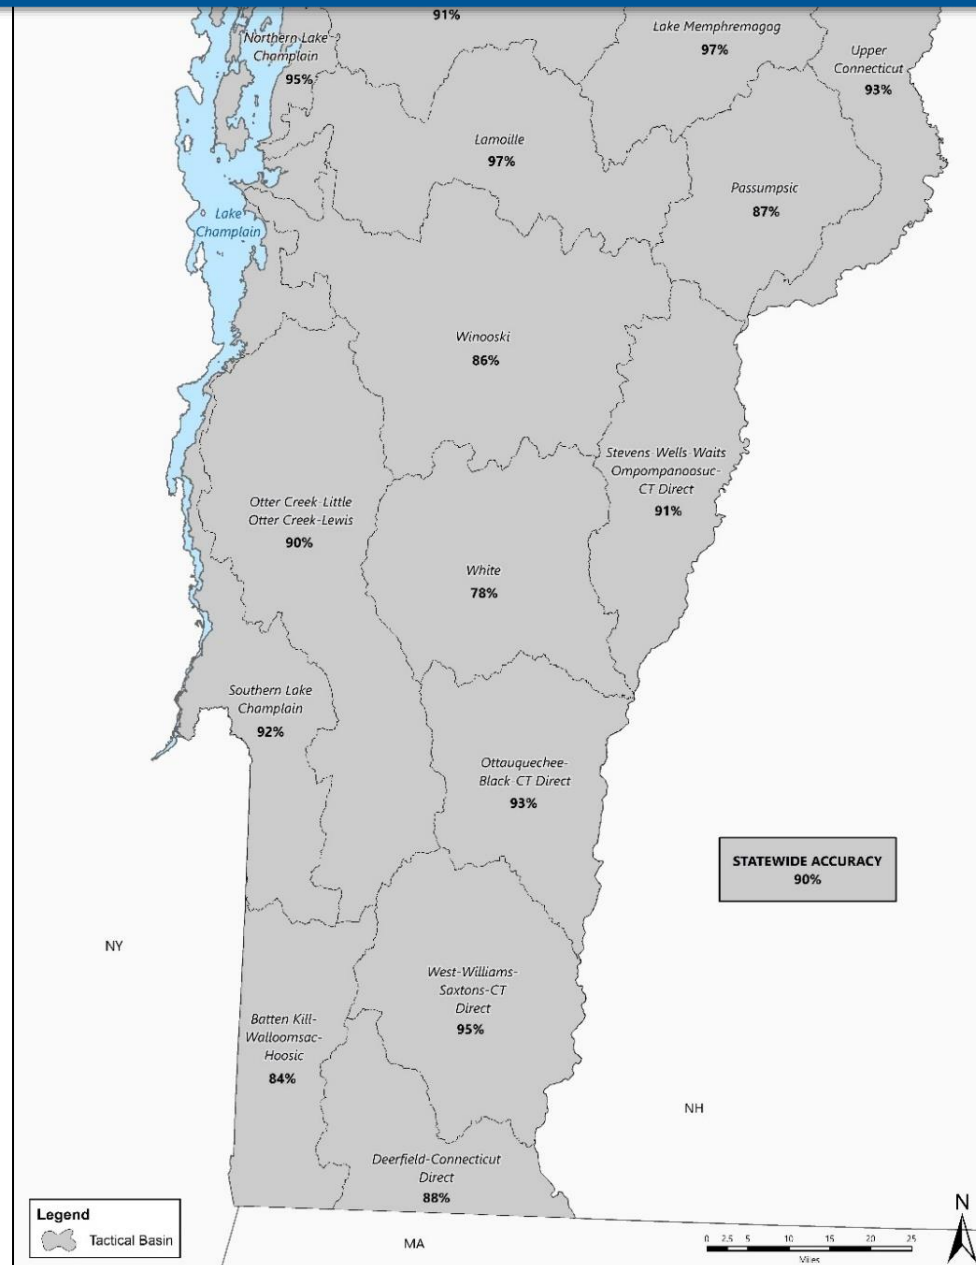 91%
Lake Memphremagog
97%
Northern Lake
Champlain
95%
Upper
Connecticut
93%
Lamoille
97%
Passumpsic
87%
Lake
Champlain
Winooski
86%
Stevens-Wells-Waits
Ompompanoosuc-
CT Direct
91%
Otter Creek-Little
Otter Creek-Lewis
90%
White
78%
Southern Lake
Champlain
92%
Ottauquechee-
Black-CT Direct
93%
STATEWIDE ACCURACY
90%
NY
West-Williams-
Saxtons-CT
Direct
95%
Batten Kill-
Walloomsac-
Hoosic
84%
NH
Deerfield-Connecticut
Direct
88%
Legend
Tactical Basin
MA
N
0 2.5 5 10 15 20 25
Miles